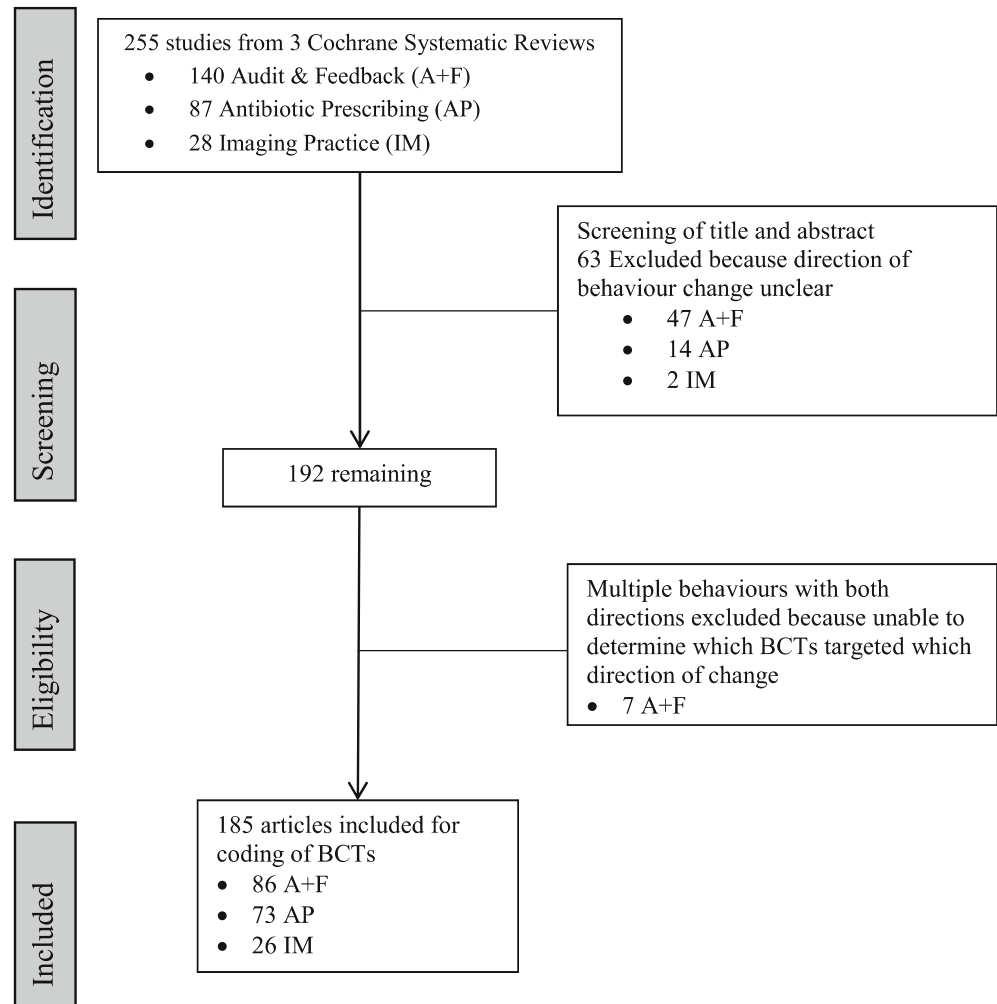 Identification
255 studies from 3 Cochrane Systematic Reviews
• 140 Audit & Feedback (A+F)
• 87 Antibiotic Prescribing (AP)
• 28 Imaging Practice (IM)
Screening of title and abstract
63 Excluded because direction of
behaviour change unclear
• 47 A+F
• 14 AP
• 2 IM
Screening
192 remaining
Eligibility
Multiple behaviours with both
directions excluded because unable to
determine which BCTs targeted which
direction of change
• 7 A+F
Included
185 articles included for
coding of BCTs
• 86 A+F
• 73 AP
• 26 IM